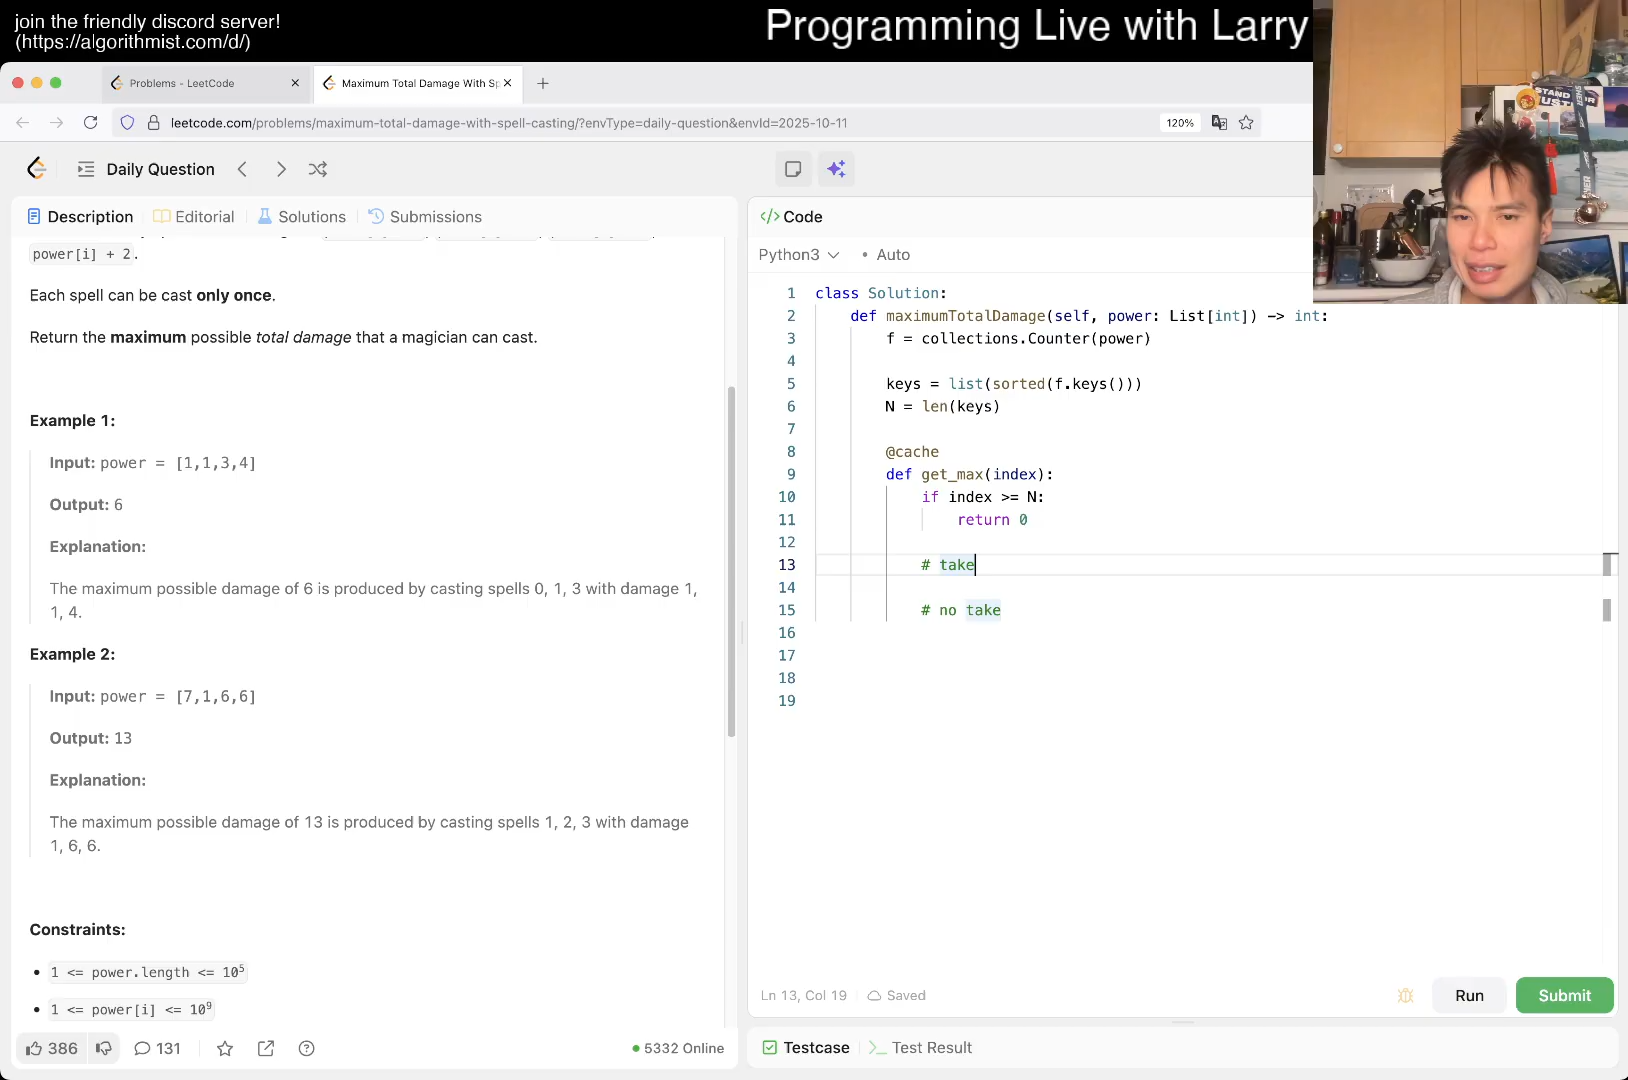 join the friendly discord server!
(https://algorithmist.com/d/)
Programming Live with Larry
Problems - LeetCode
Maximum Total Damage With Sp
leetcode.com/problems/maximum-total-damage-with-spell-casting/?envType=daily-question&envId=2025-10-11
120%
Daily Question
Description
Editorial
Solutions
Submissions
power[i] + 2.
Each spell can be cast only once.
Return the maximum possible total damage that a magician can cast.
Example 1:
Input: power = [1,1,3,4]
Output: 6
Explanation:
The maximum possible damage of 6 is produced by casting spells 0, 1, 3 with damage 1,
1, 4.
Example 2:
Input: power = [7,1,6,6]
Output: 13
Explanation:
The maximum possible damage of 13 is produced by casting spells 1, 2, 3 with damage
1, 6, 6.
Constraints:
• 1 <= power.length <= 10⁵
• 1 <= power[i] <= 10⁹
386
131
5332 Online
</> Code
Python3
• Auto
1 class Solution:
2 def maximumTotalDamage(self, power: List[int]) -> int:
3 f = collections.Counter(power)
4
5 keys = list(sorted(f.keys()))
6 N = len(keys)
7
8 @cache
9 def get_max(index):
10 if index >= N:
11 return 0
12
13 # take
14
15 # no take
16
17
18
19
Ln 13, Col 19
Saved
Run
Submit
Testcase
Test Result